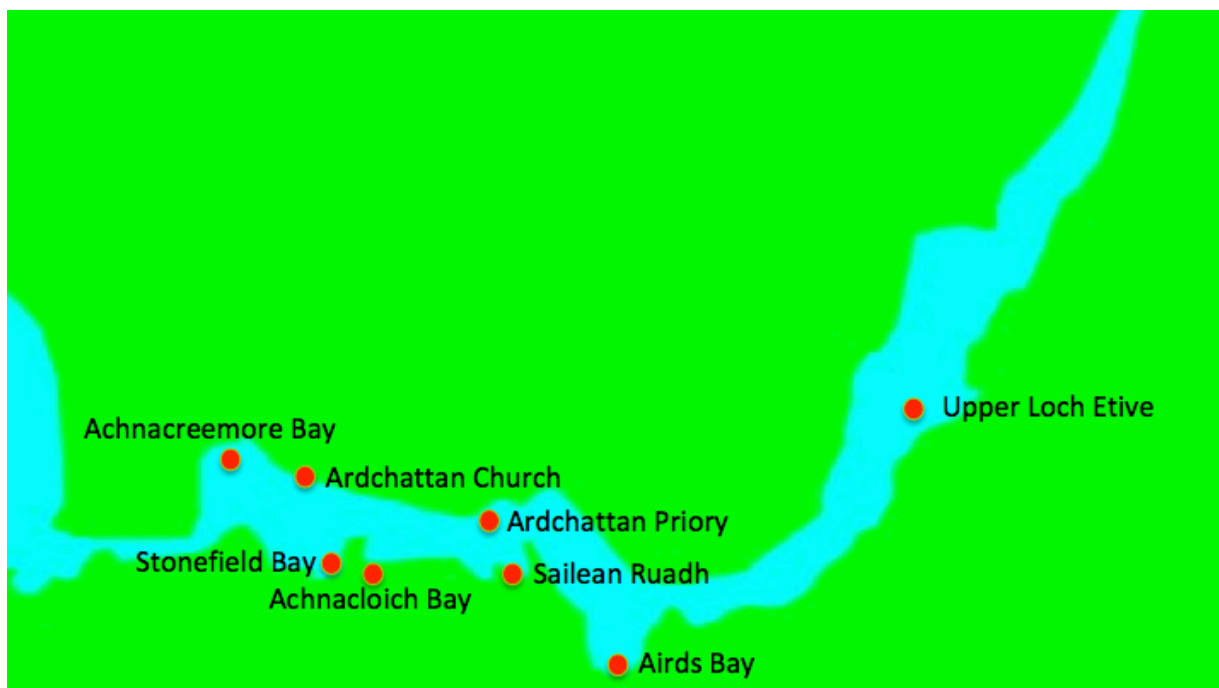 Upper Loch Etive
Achnacreemore Bay
Ardchattan Church
Ardchattan Priory
Stonefield Bay
Sailean Ruadh
Achnacloich Bay
Airds Bay